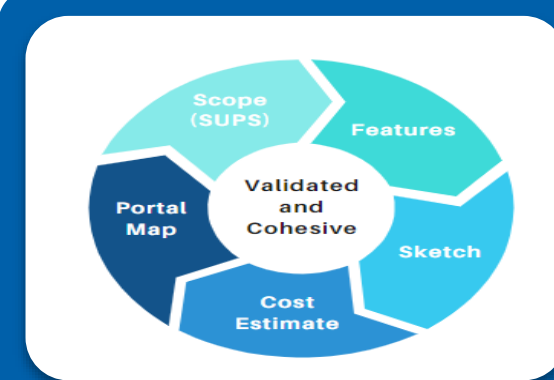 Scope
(SUPS)
Features
Validated
and
Cohesive
Portal
Map
Sketch
Cost
Estimate